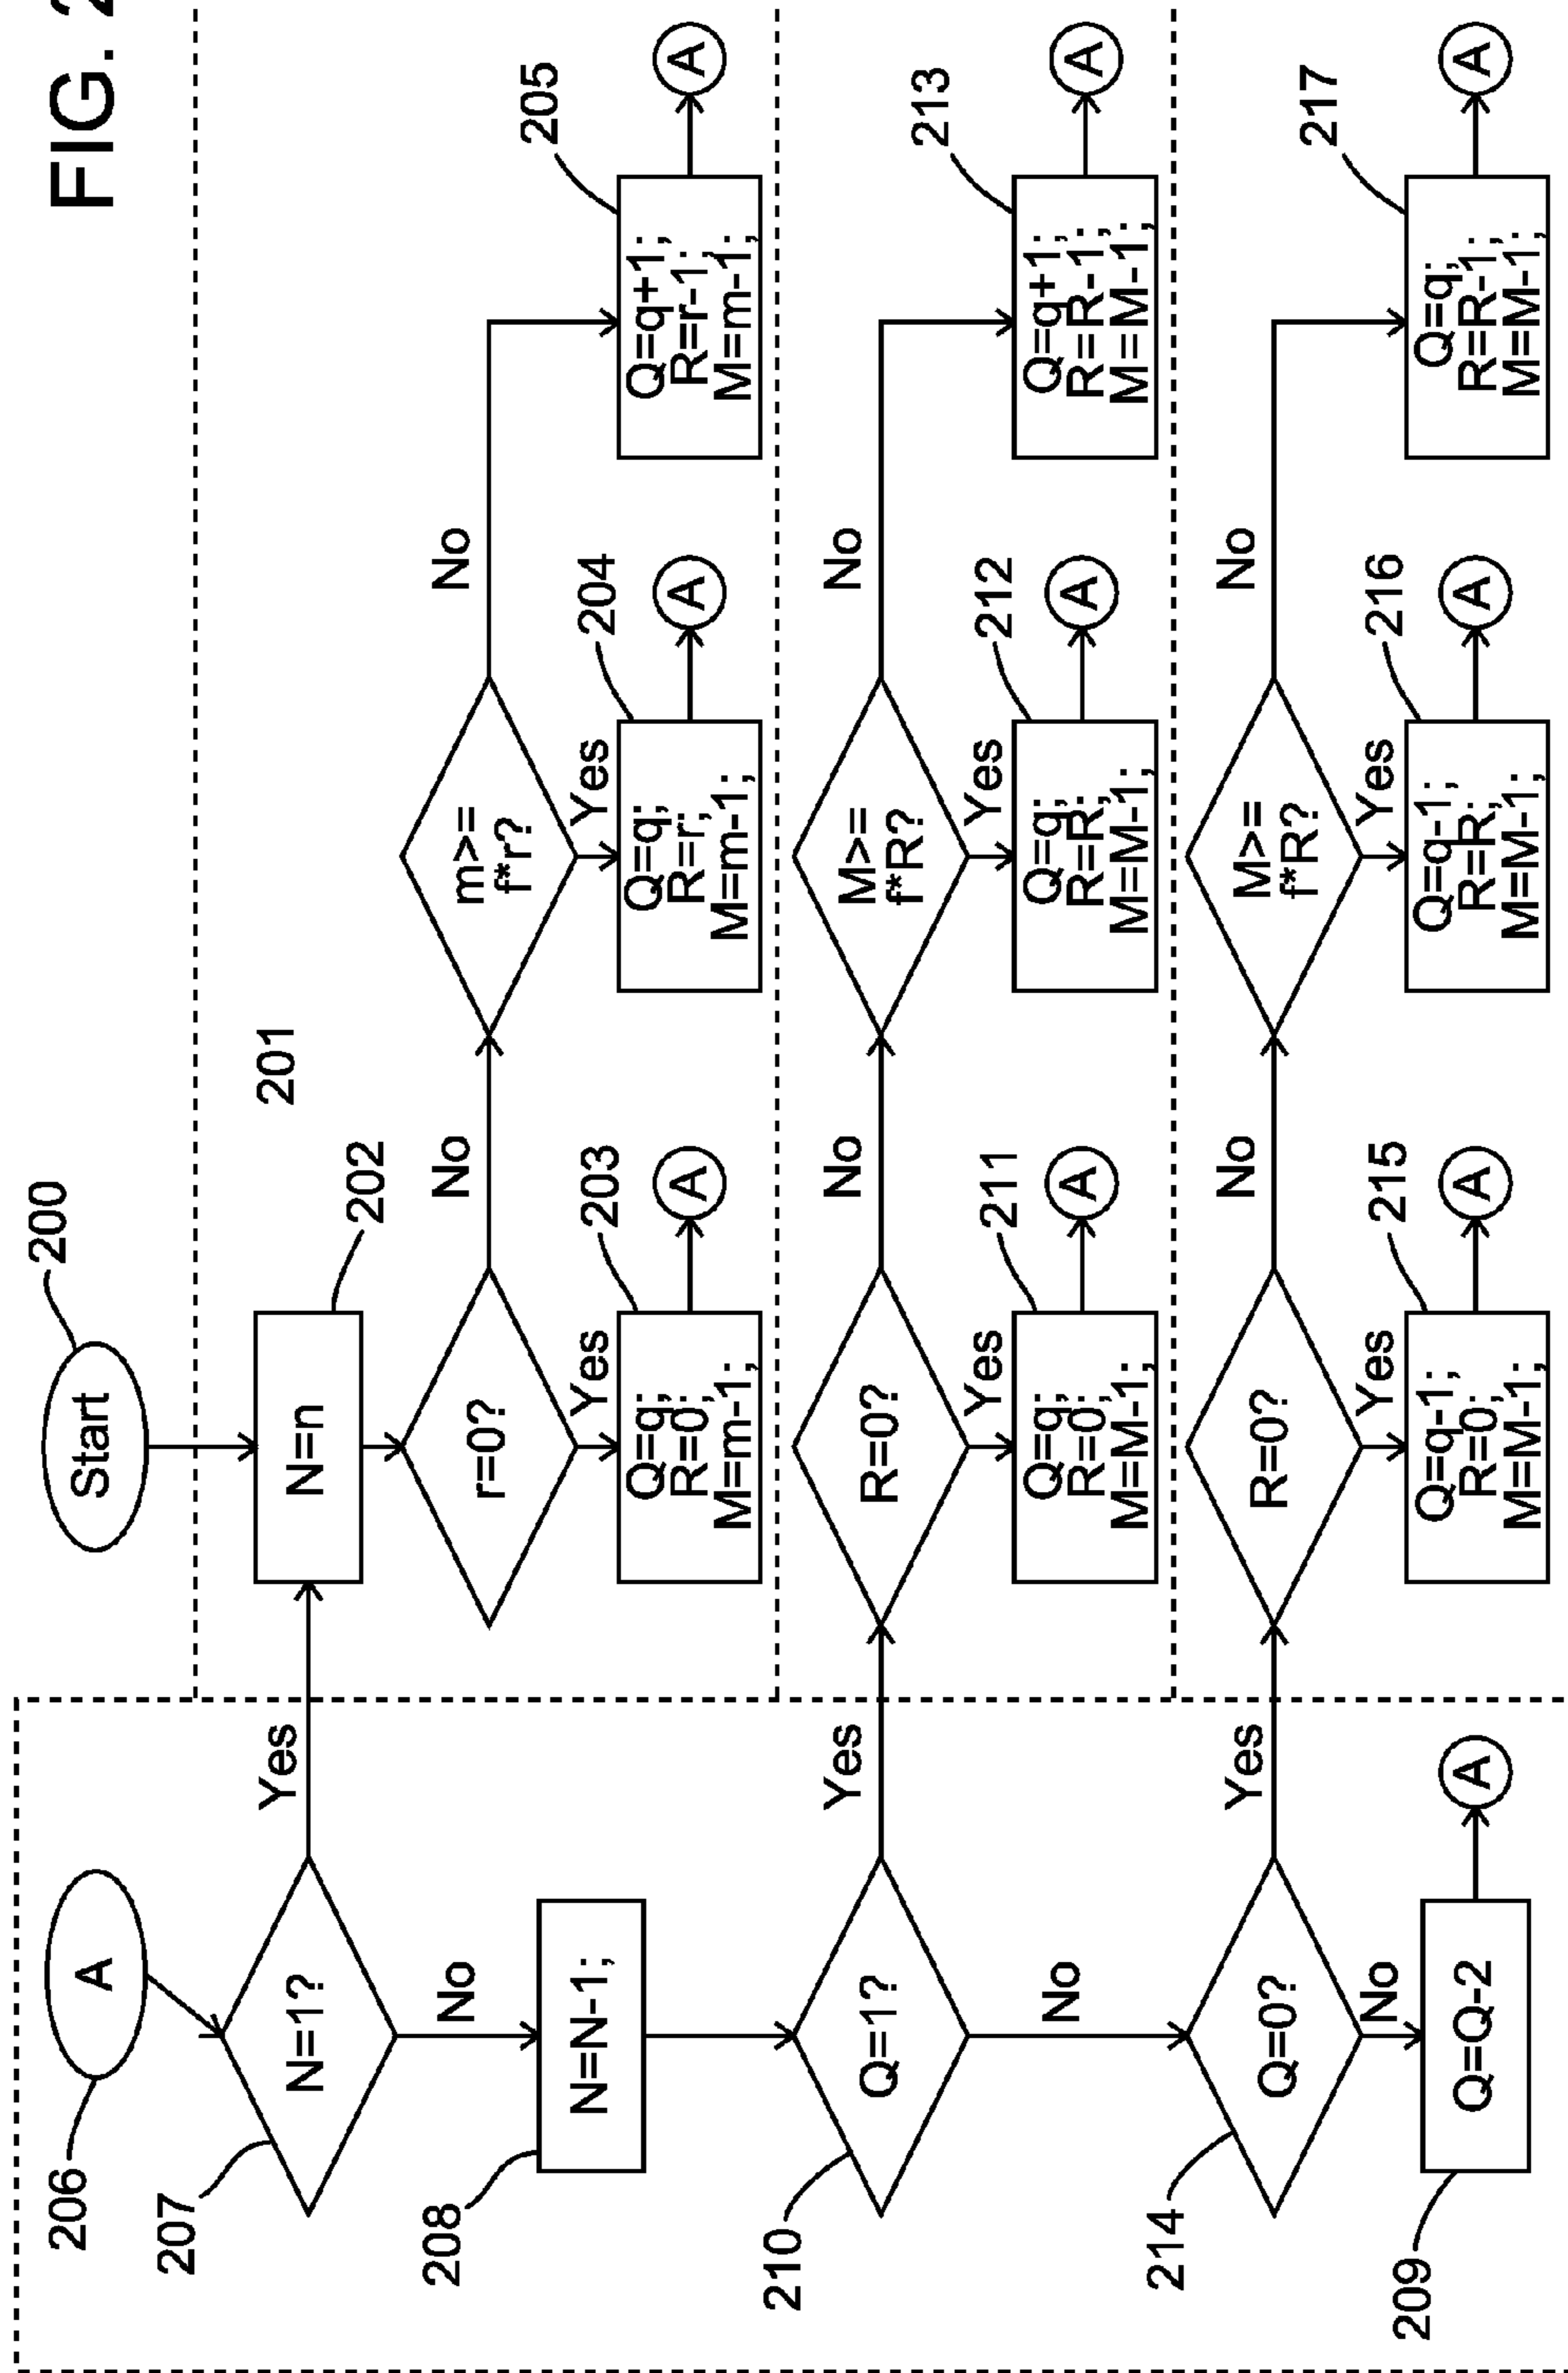 FIG. 2
206
A
207
N=1?
Yes
No
208
N=N-1;
210
Q=1?
Yes
No
214
Q=0?
Yes
No
209
Q=Q-2
A
Start
200
201
N=n
202
r=0?
No
Yes
Q=q;
R=0;
M=m-1;
203
A
m>=
f*r?
No
Yes
Q=q;
R=r;
M=m-1;
204
A
Q=q+1;
R=r-1;
M=m-1;
205
A
R=0?
No
Yes
Q=q;
R=0;
M=M-1;
211
A
M>=
f*R?
No
Yes
Q=q;
R=R;
M=M-1;
212
A
Q=q+1;
R=R-1;
M=M-1;
213
A
R=0?
No
Yes
Q=q-1;
R=0;
M=M-1;
215
A
M>=
f*R?
No
Yes
Q=q-1;
R=R;
M=M-1;
216
A
Q=q;
R=R-1;
M=M-1;
217
A